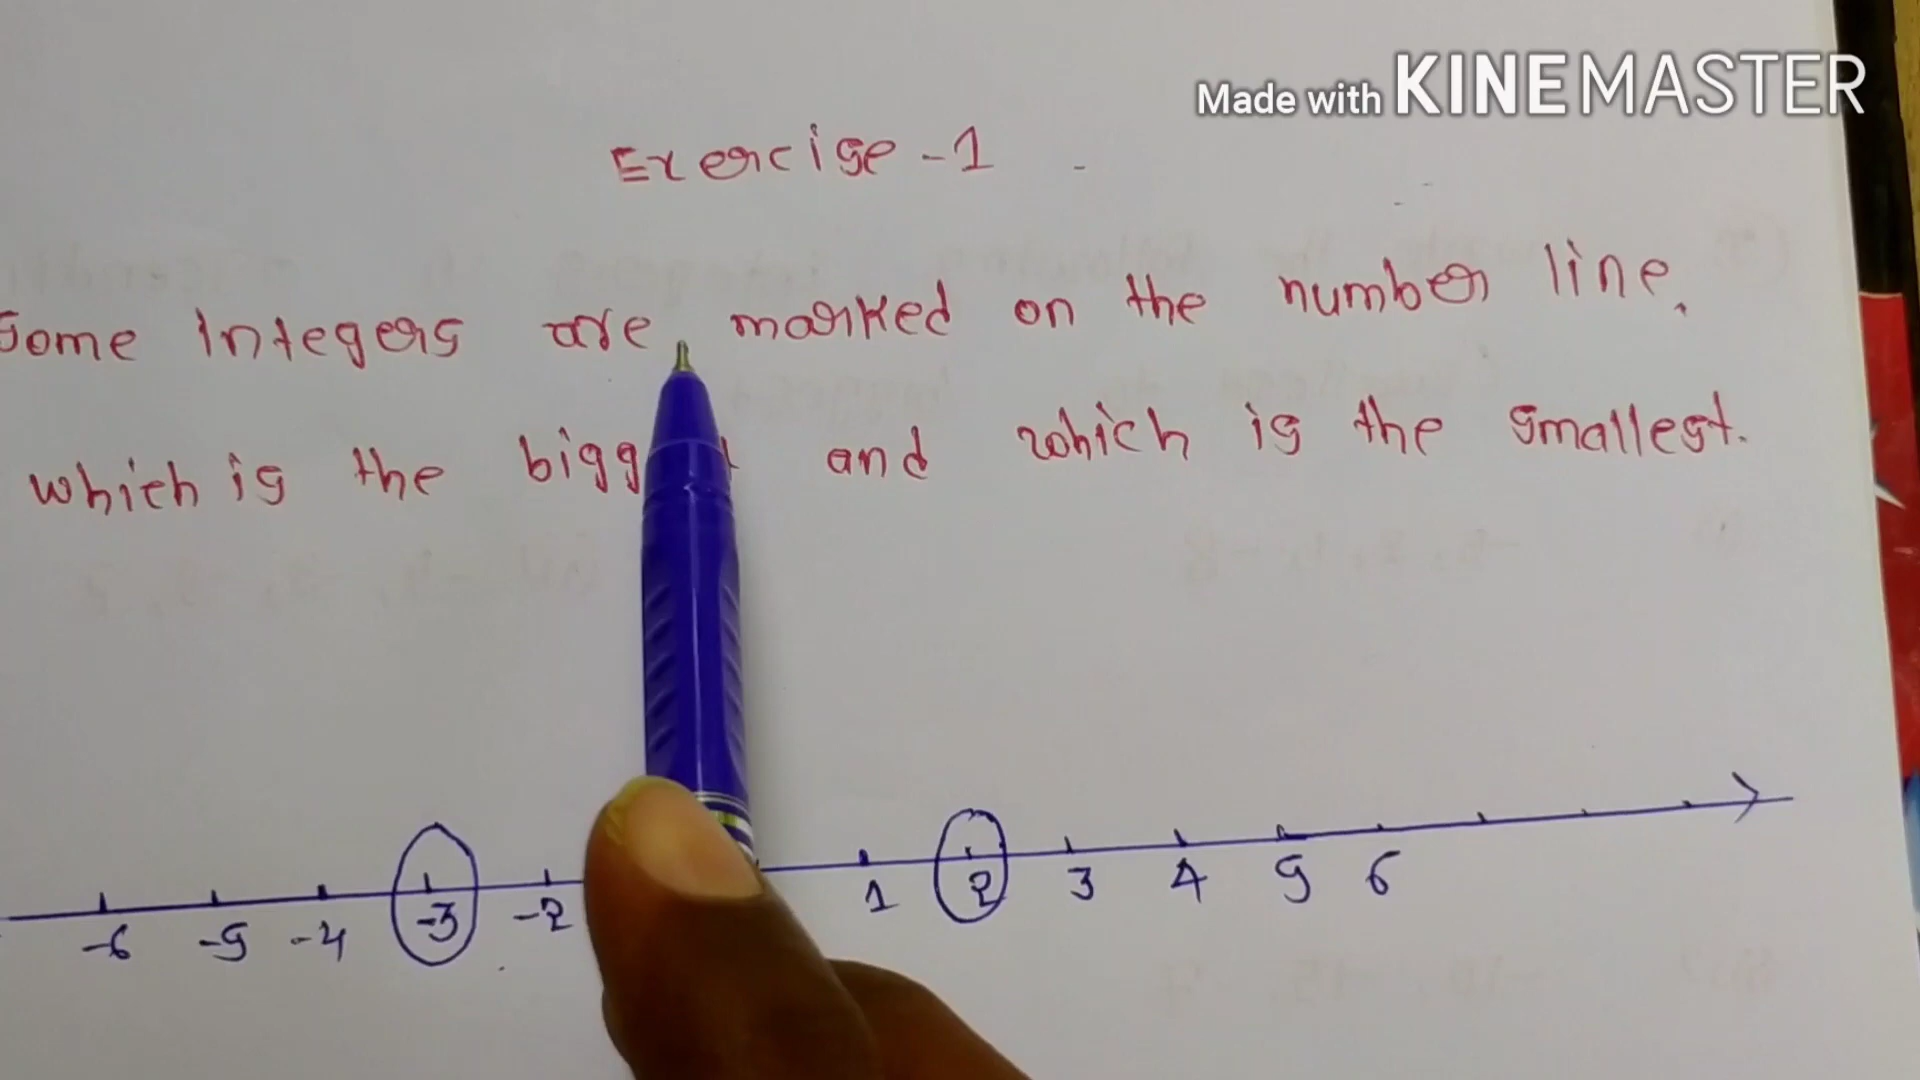 Made with KINEMASTER
Exercise - 1
Some Integers are marked on the number line.
which is the and which is the smallest.
-6 -5 -4 -3 -2 1 2 3 4 5 6